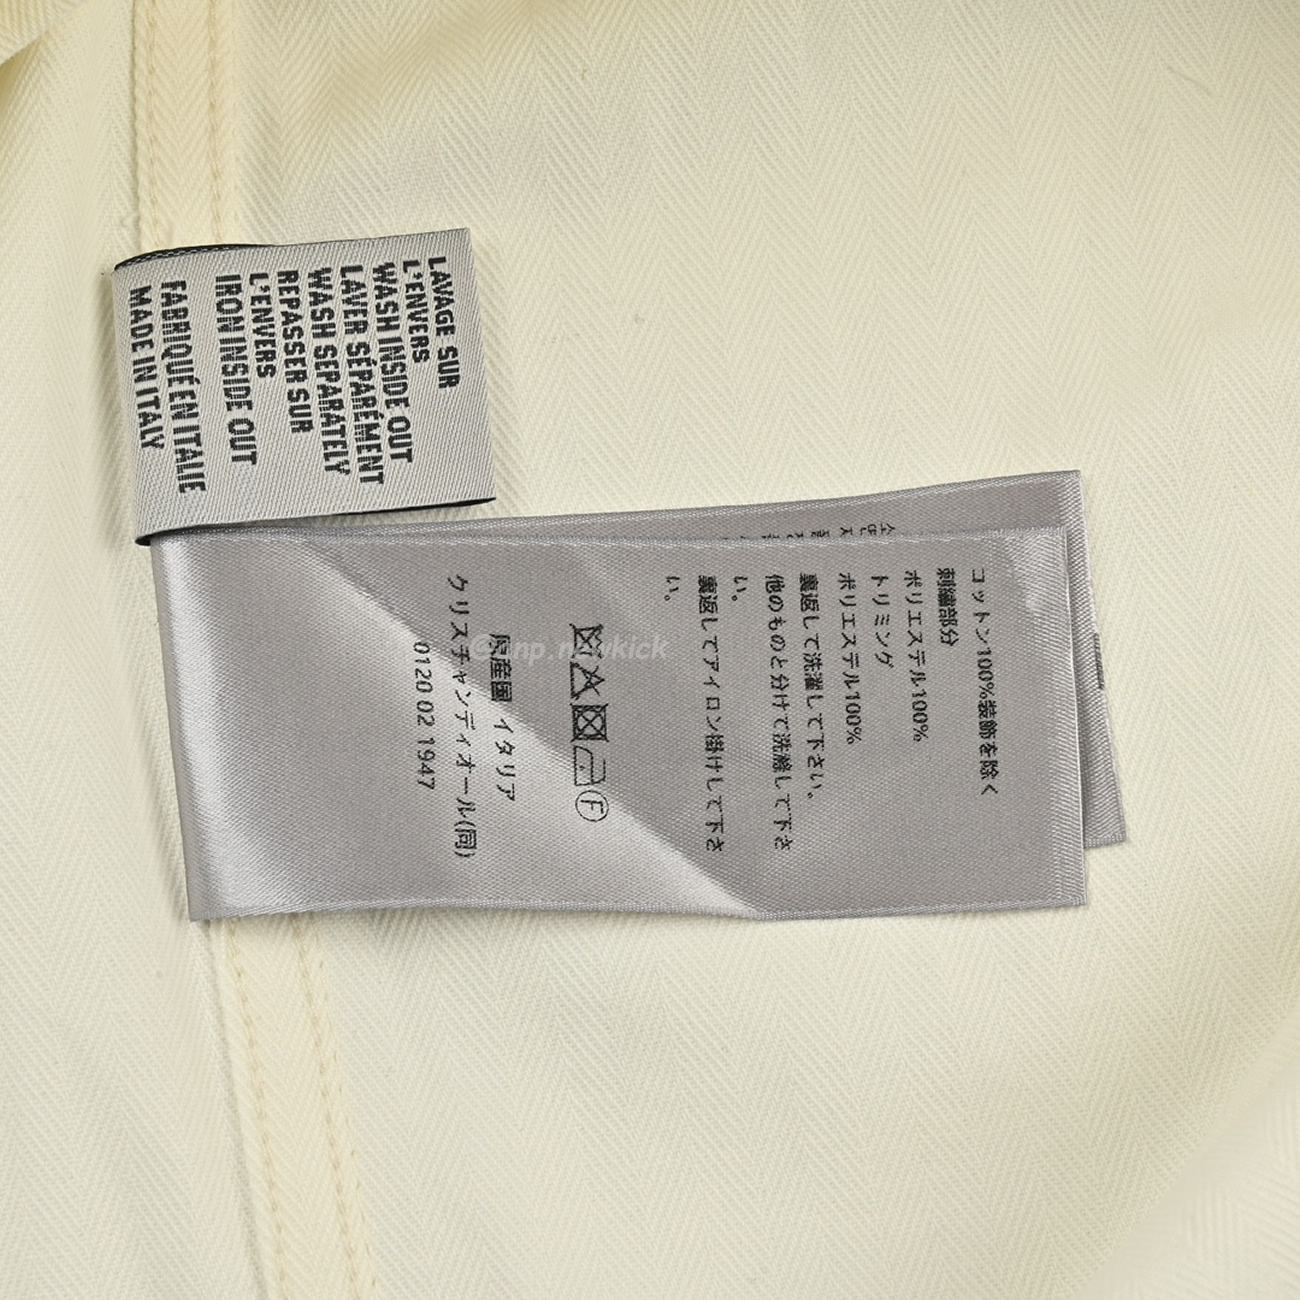 LAVAGE SUR
L'ENVERS
WASH INSIDE OUT
LAVER SÉPARÉMENT
WASH SEPARATELY
REPASSER SUR
L'ENVERS
IRON INSIDE OUT
FABRIQUÉ EN ITALIE
MADE IN ITALY
コットン100%装飾を除く
刺繍部分
ポリエステル100%
トリミング
ポリエステル100%
裏返して洗濯して下さい。
他のものと分けて洗濯して下さ
い。
裏返してアイロン掛けして下さ
い。
F
原産国 イタリア
クリスチャンディオール(同)
0120 02 1947